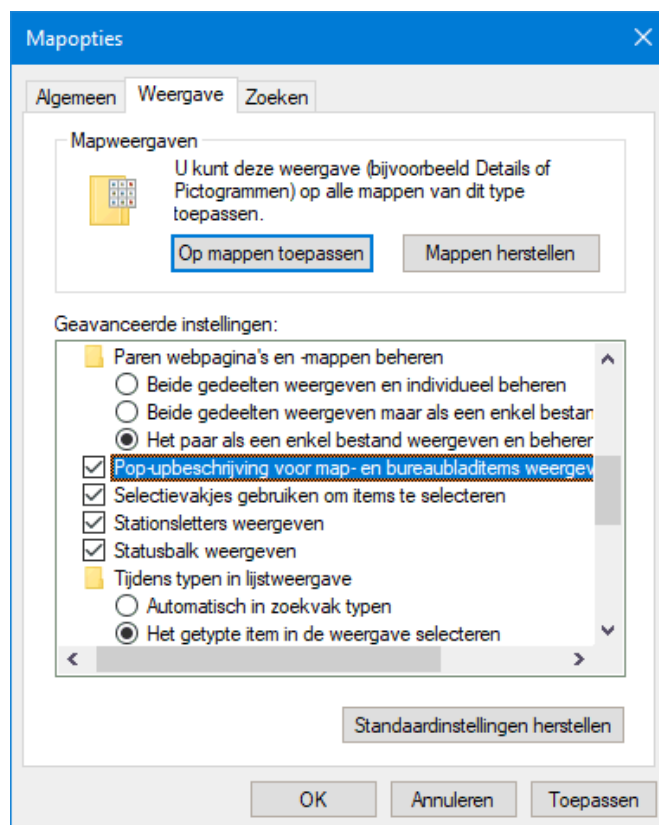 Mapopties
Algemeen Weergave Zoeken
Mapweergaven
U kunt deze weergave (bijvoorbeeld Details of
Pictogrammen) op alle mappen van dit type
toepassen.
Op mappen toepassen Mappen herstellen
Geavanceerde instellingen:
Paren webpagina's en -mappen beheren
Beide gedeelten weergeven en individueel beheren
Beide gedeelten weergeven maar als een enkel bestan
Het paar als een enkel bestand weergeven en beheren
Pop-upbeschrijving voor map- en bureaubladitems weergev
Selectievakjes gebruiken om items te selecteren
Stationsletters weergeven
Statusbalk weergeven
Tijdens typen in lijstweergave
Automatisch in zoekvak typen
Het getypte item in de weergave selecteren
Standaardinstellingen herstellen
OK Annuleren Toepassen